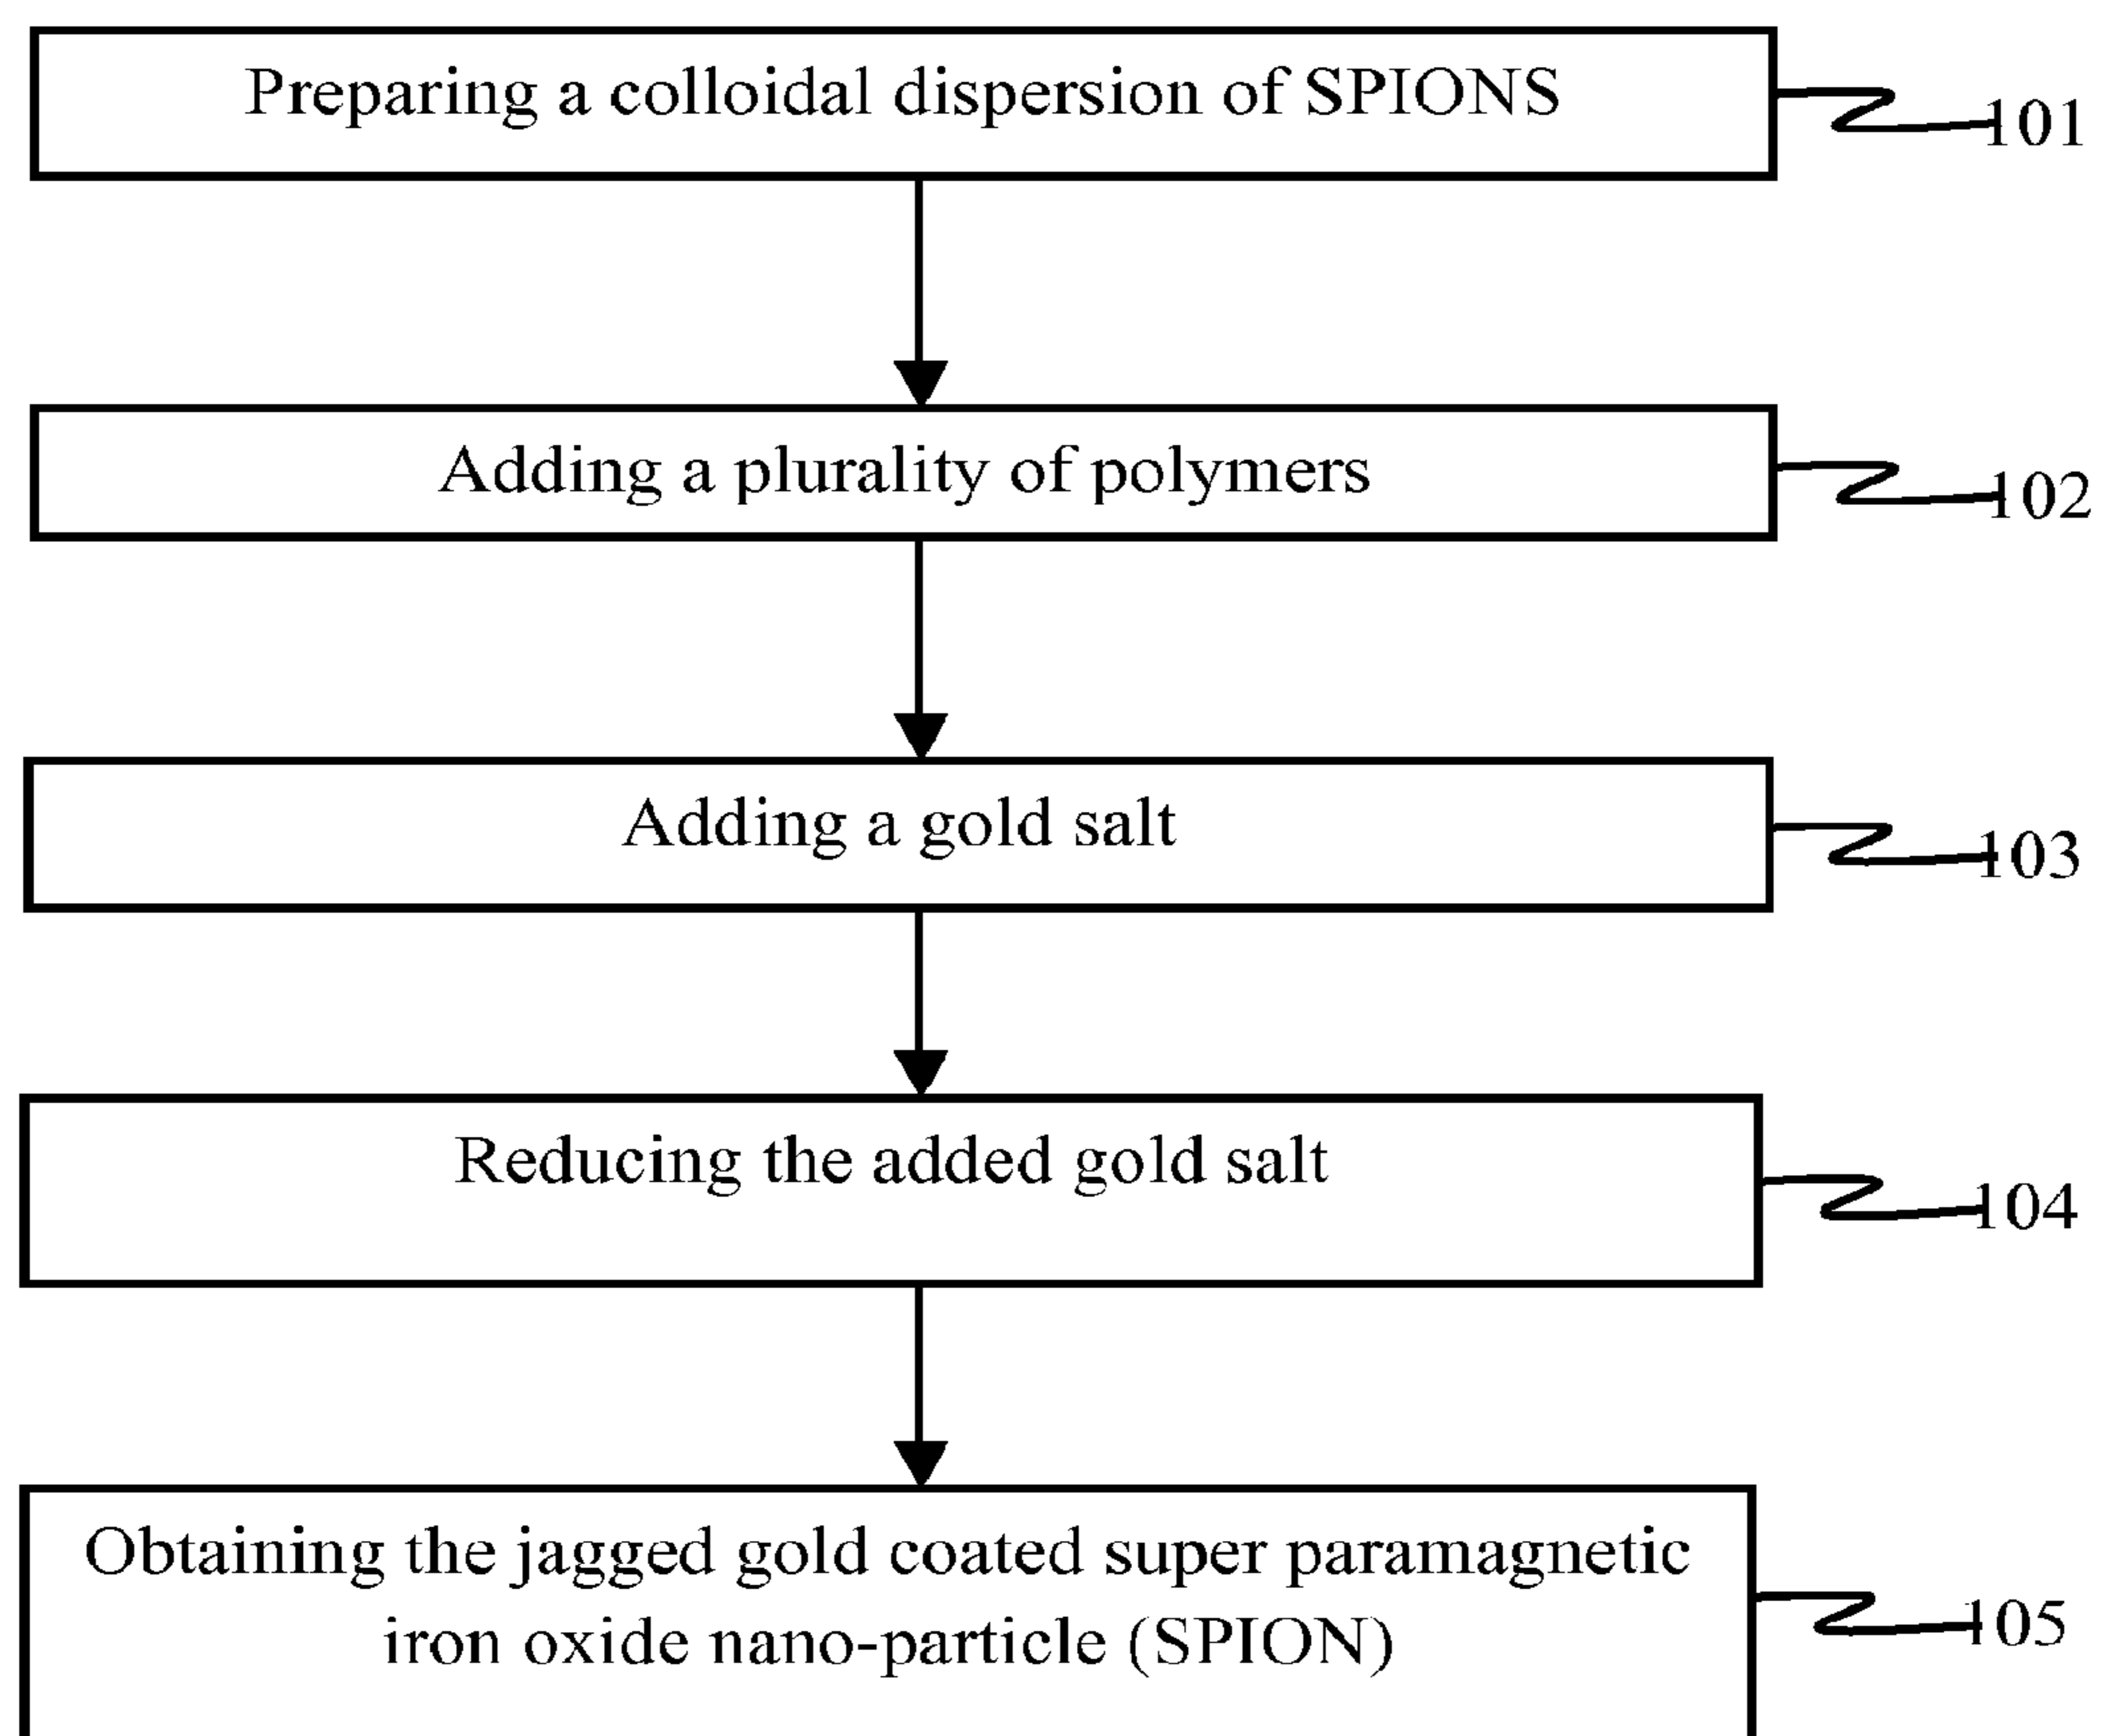 Preparing a colloidal dispersion of SPIONS
101
Adding a plurality of polymers
102
Adding a gold salt
103
Reducing the added gold salt
104
Obtaining the jagged gold coated super paramagnetic
iron oxide nano-particle (SPION)
105